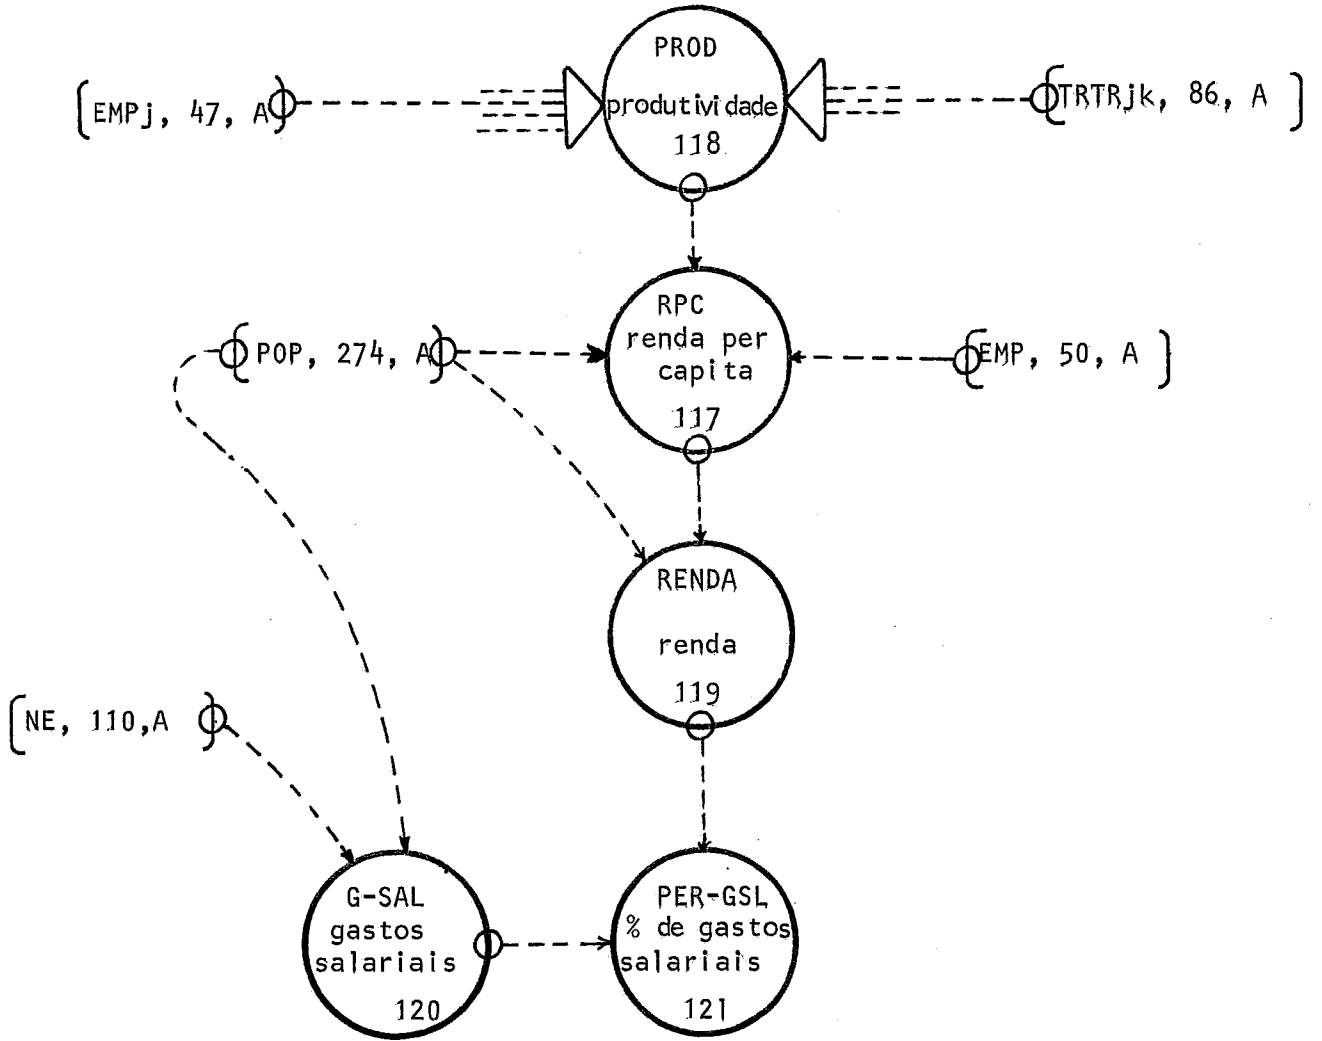 PROD
produtividade
118
EMPj, 47, A
TRTRjk, 86, A
RPC
renda per
capita
117
POP, 274, A
EMP, 50, A
RENDA
renda
119
NE, 110,A
G-SAL
gastos
salariais
120
PER-GSL
% de gastos
salariais
121